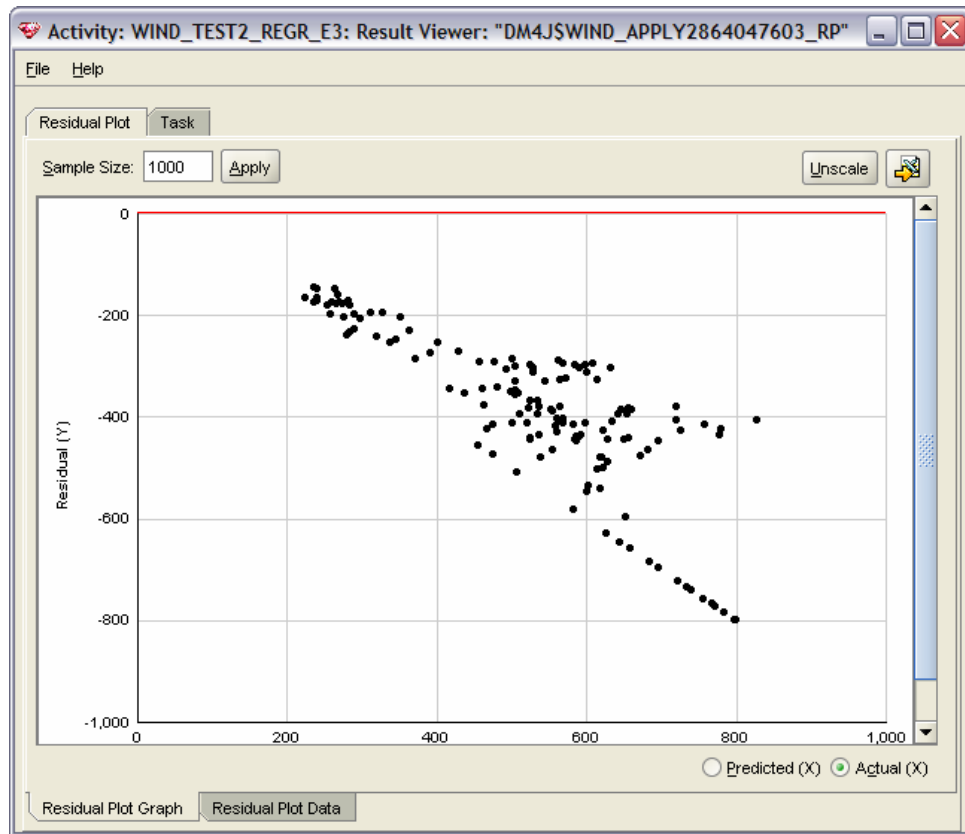 Activity: WIND_TEST2_REGR_E3: Result Viewer: "DM4J$WIND_APPLY2864047603_RP"
File Help
Residual Plot Task
Sample Size: 1000 Apply Unscale
0
-200
-400
Residual (Y)
-600
-800
-1,000
0 200 400 600 800 1,000
Predicted (X) Actual (X)
Residual Plot Graph Residual Plot Data